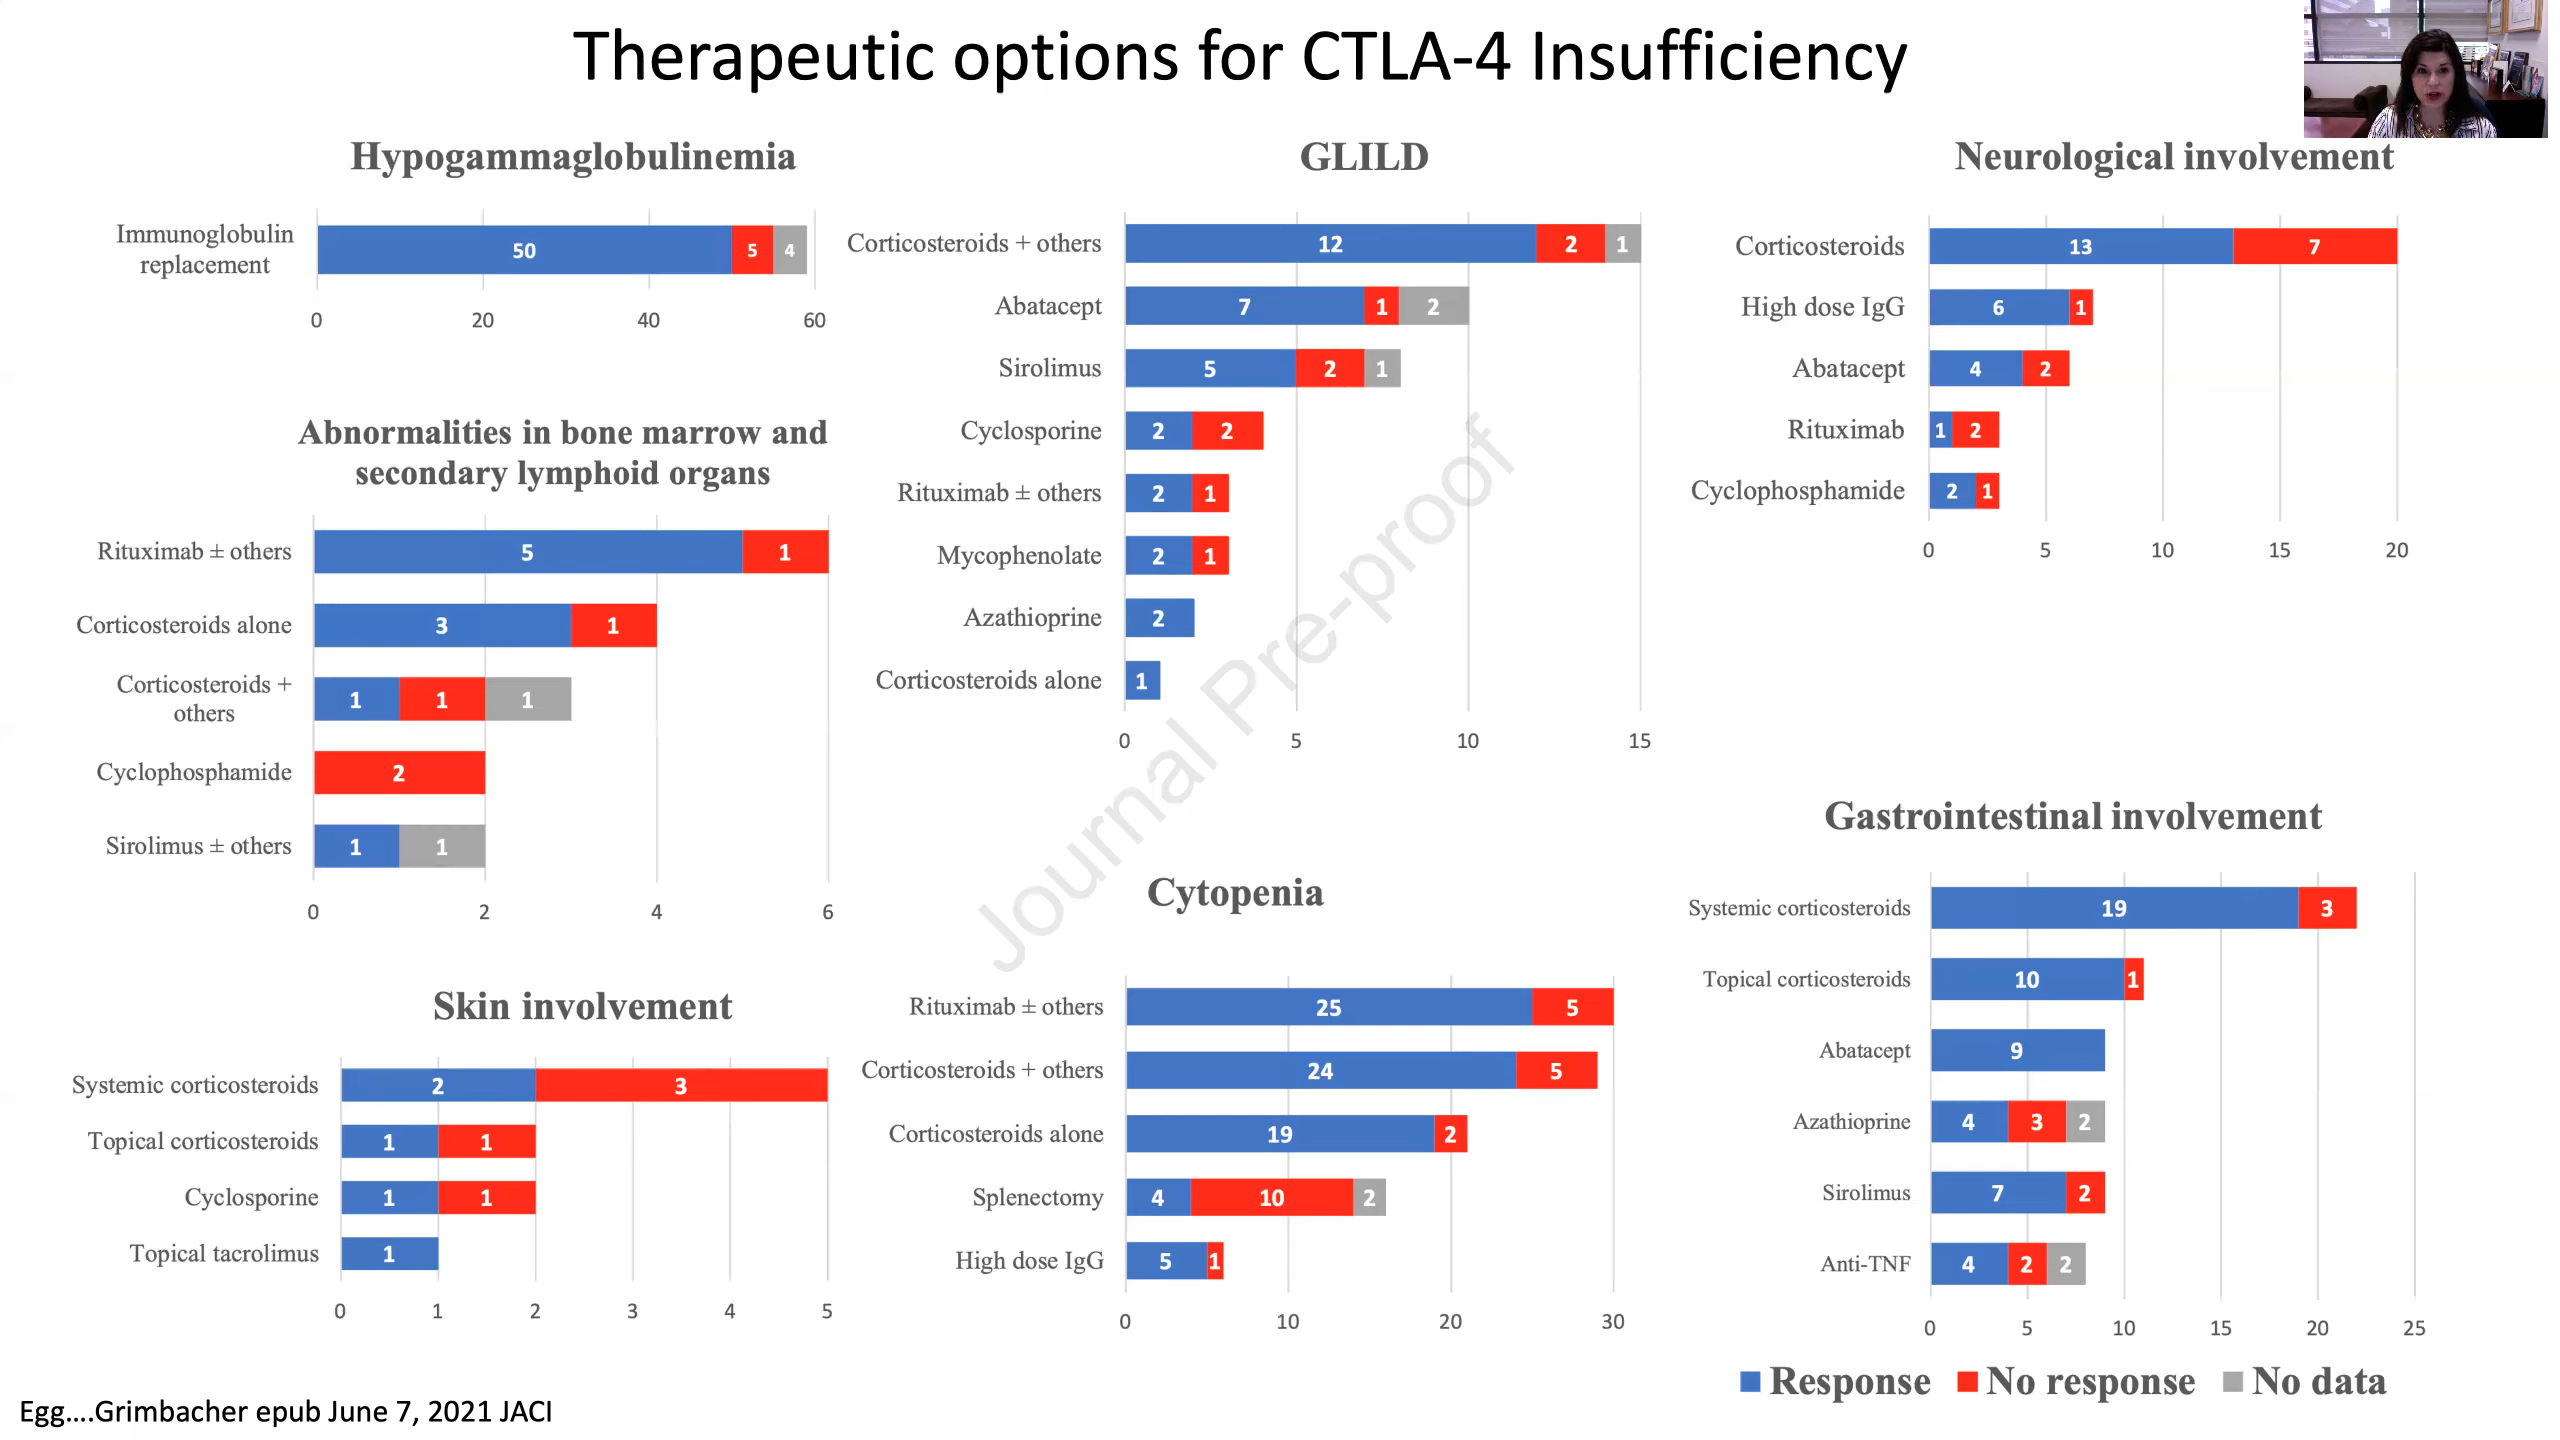 Therapeutic options for CTLA-4 Insufficiency
Hypogammaglobulinemia
Immunoglobulin
replacement
50
5
4
0
20
40
60
Abnormalities in bone marrow and
secondary lymphoid organs
Rituximab ± others
5
1
Corticosteroids alone
3
1
Corticosteroids +
others
1
1
1
Cyclophosphamide
2
Sirolimus ± others
1
1
0
2
4
6
Skin involvement
Systemic corticosteroids
2
3
Topical corticosteroids
1
1
Cyclosporine
1
1
Topical tacrolimus
1
0
1
2
3
4
5
GLILD
Corticosteroids + others
12
2
1
Abatacept
7
1
2
Sirolimus
5
2
1
Cyclosporine
2
2
Rituximab ± others
2
1
Mycophenolate
2
1
Azathioprine
2
Corticosteroids alone
1
0
5
10
15
Journal Pre-proof
Cytopenia
Rituximab ± others
25
5
Corticosteroids + others
24
5
Corticosteroids alone
19
2
Splenectomy
4
10
2
High dose IgG
5
1
0
10
20
30
Neurological involvement
Corticosteroids
13
7
High dose IgG
6
1
Abatacept
4
2
Rituximab
1
2
Cyclophosphamide
2
1
0
5
10
15
20
Gastrointestinal involvement
Systemic corticosteroids
19
3
Topical corticosteroids
10
1
Abatacept
9
Azathioprine
4
3
2
Sirolimus
7
2
Anti-TNF
4
2
2
0
5
10
15
20
25
Response
No response
No data
Egg....Grimbacher epub June 7, 2021 JACI